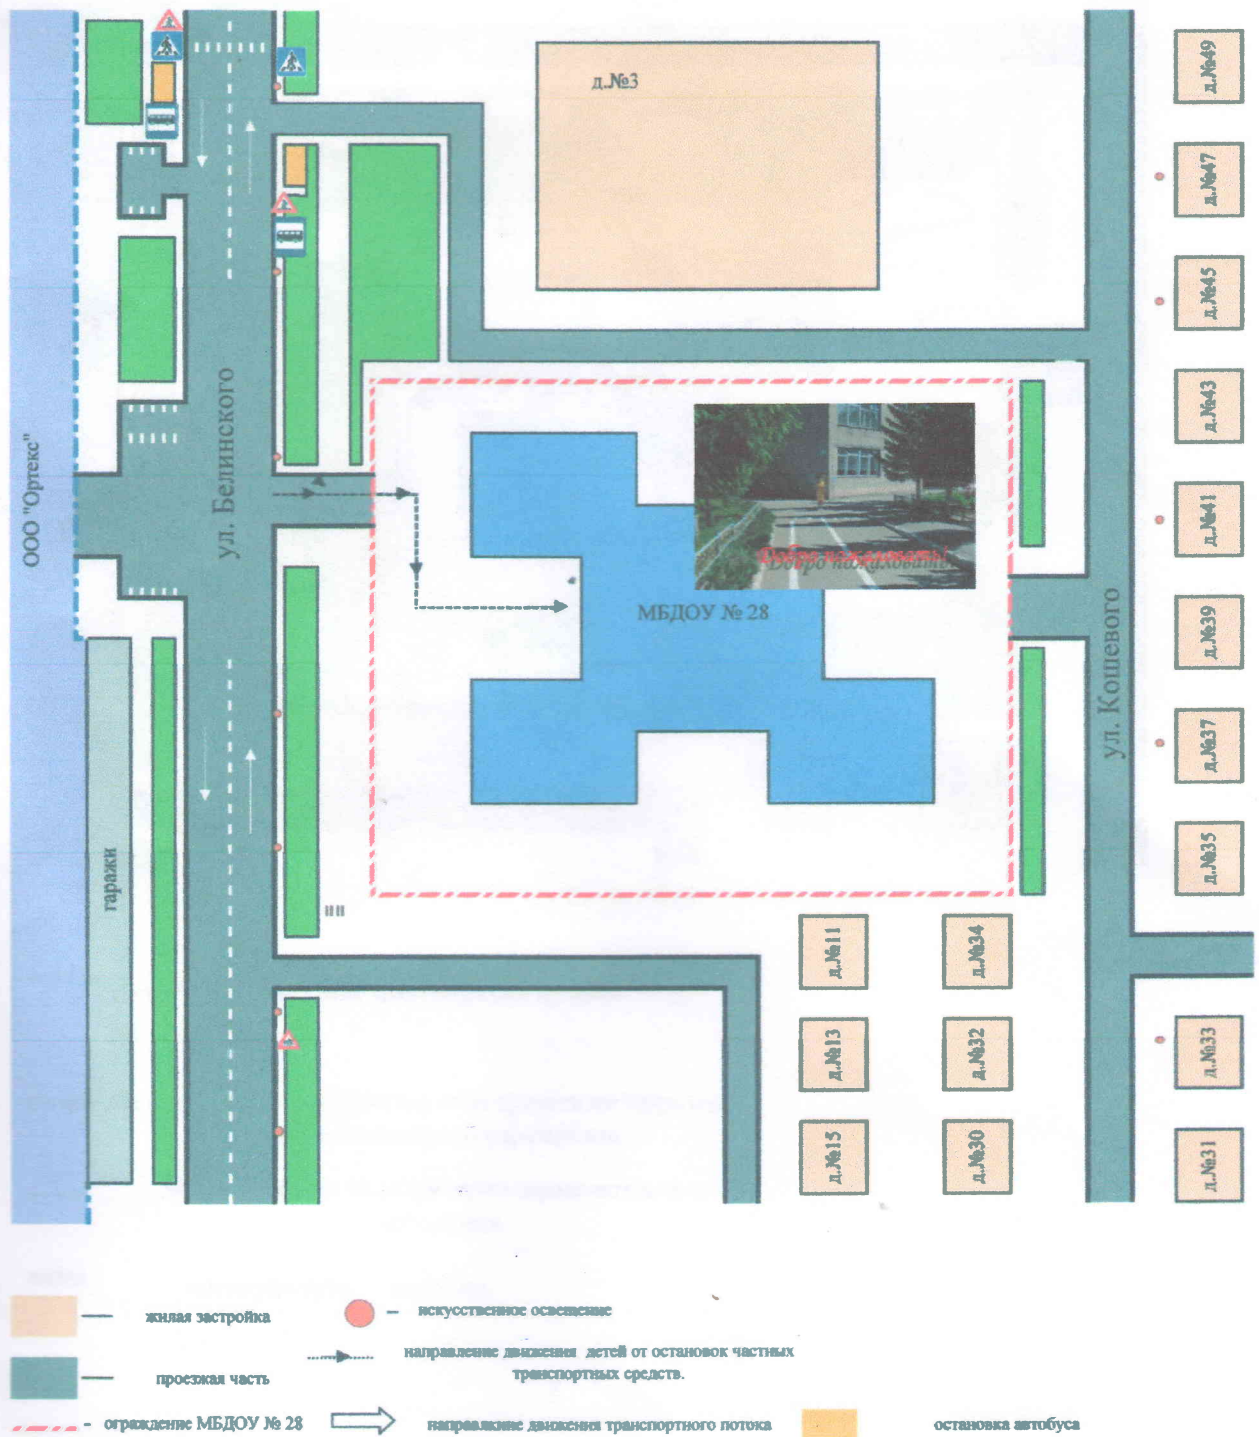 д.№3
д.№49
д.№47
д.№45
д.№43
д.№41
д.№39
д.№37
д.№35
д.№33
д.№31
ООО "Ортекс"
ул. Белинского
Добро пожаловать!
МБДОУ № 28
ул. Кошевого
гаражи
д.№11
д.№34
д.№13
д.№32
д.№15
д.№30
жилая застройка
искусственное освещение
проезжая часть
направление движения детей от остановок частных
транспортных средств.
ограждение МБДОУ № 28
направлкние движения транспортного потока
остановка автобуса